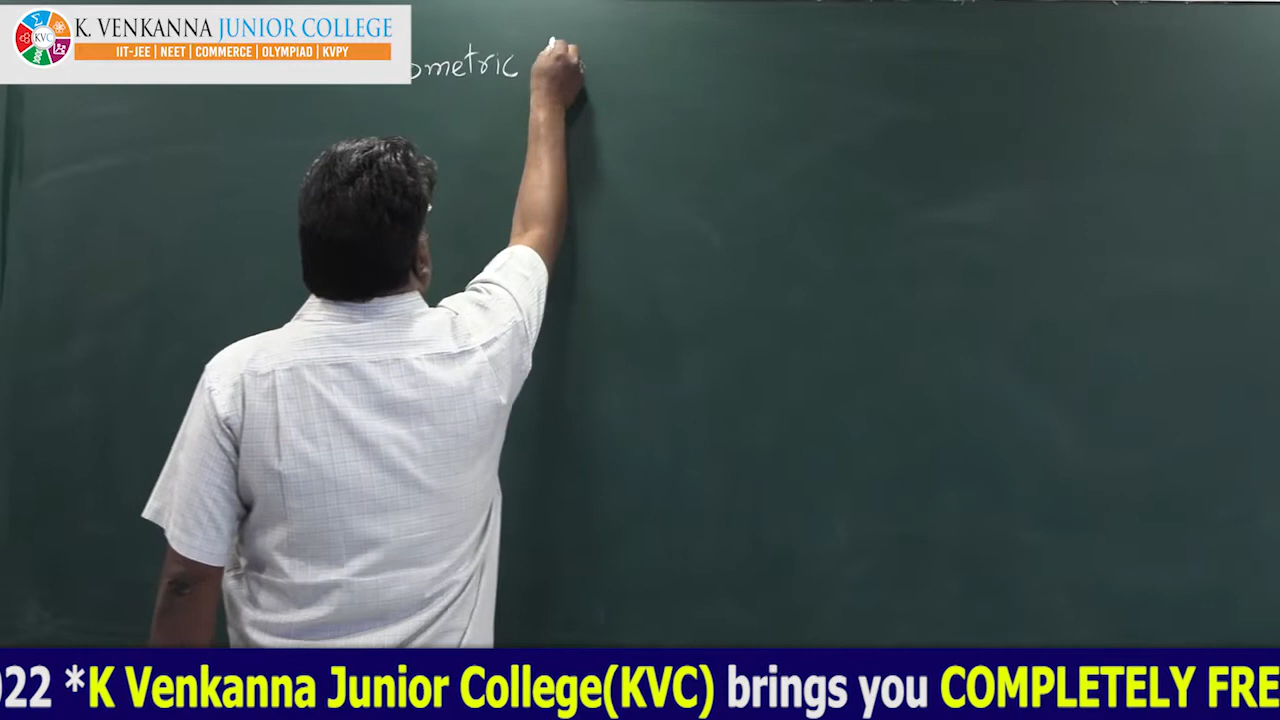 KVC
K. VENKANNA JUNIOR COLLEGE
IIT-JEE | NEET | COMMERCE | OLYMPIAD | KVPY
ometric
022 *K Venkanna Junior College(KVC) brings you COMPLETELY FRE